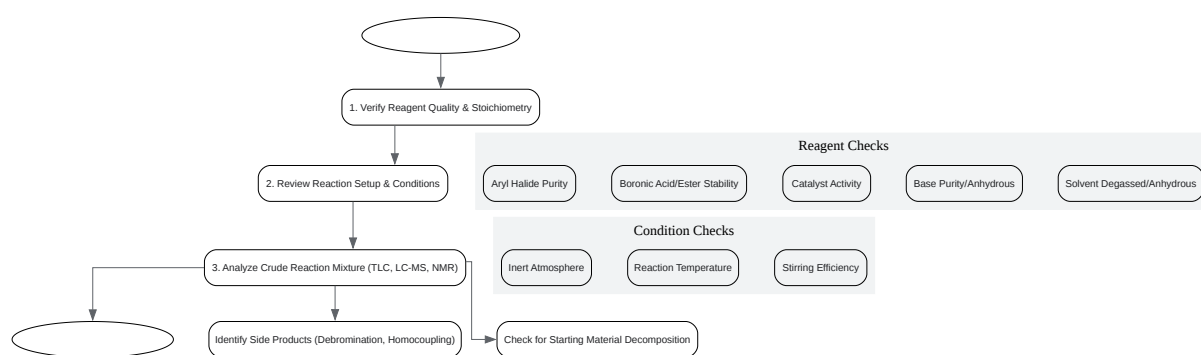 1. Verify Reagent Quality & Stoichiometry
Reagent Checks
2. Review Reaction Setup & Conditions
Aryl Halide Purity
Boronic Acid/Ester Stability
Catalyst Activity
Base Purity/Anhydrous
Solvent Degassed/Anhydrous
Condition Checks
3. Analyze Crude Reaction Mixture (TLC, LC-MS, NMR)
Inert Atmosphere
Reaction Temperature
Stirring Efficiency
Identify Side Products (Debromination, Homocoupling)
Check for Starting Material Decomposition